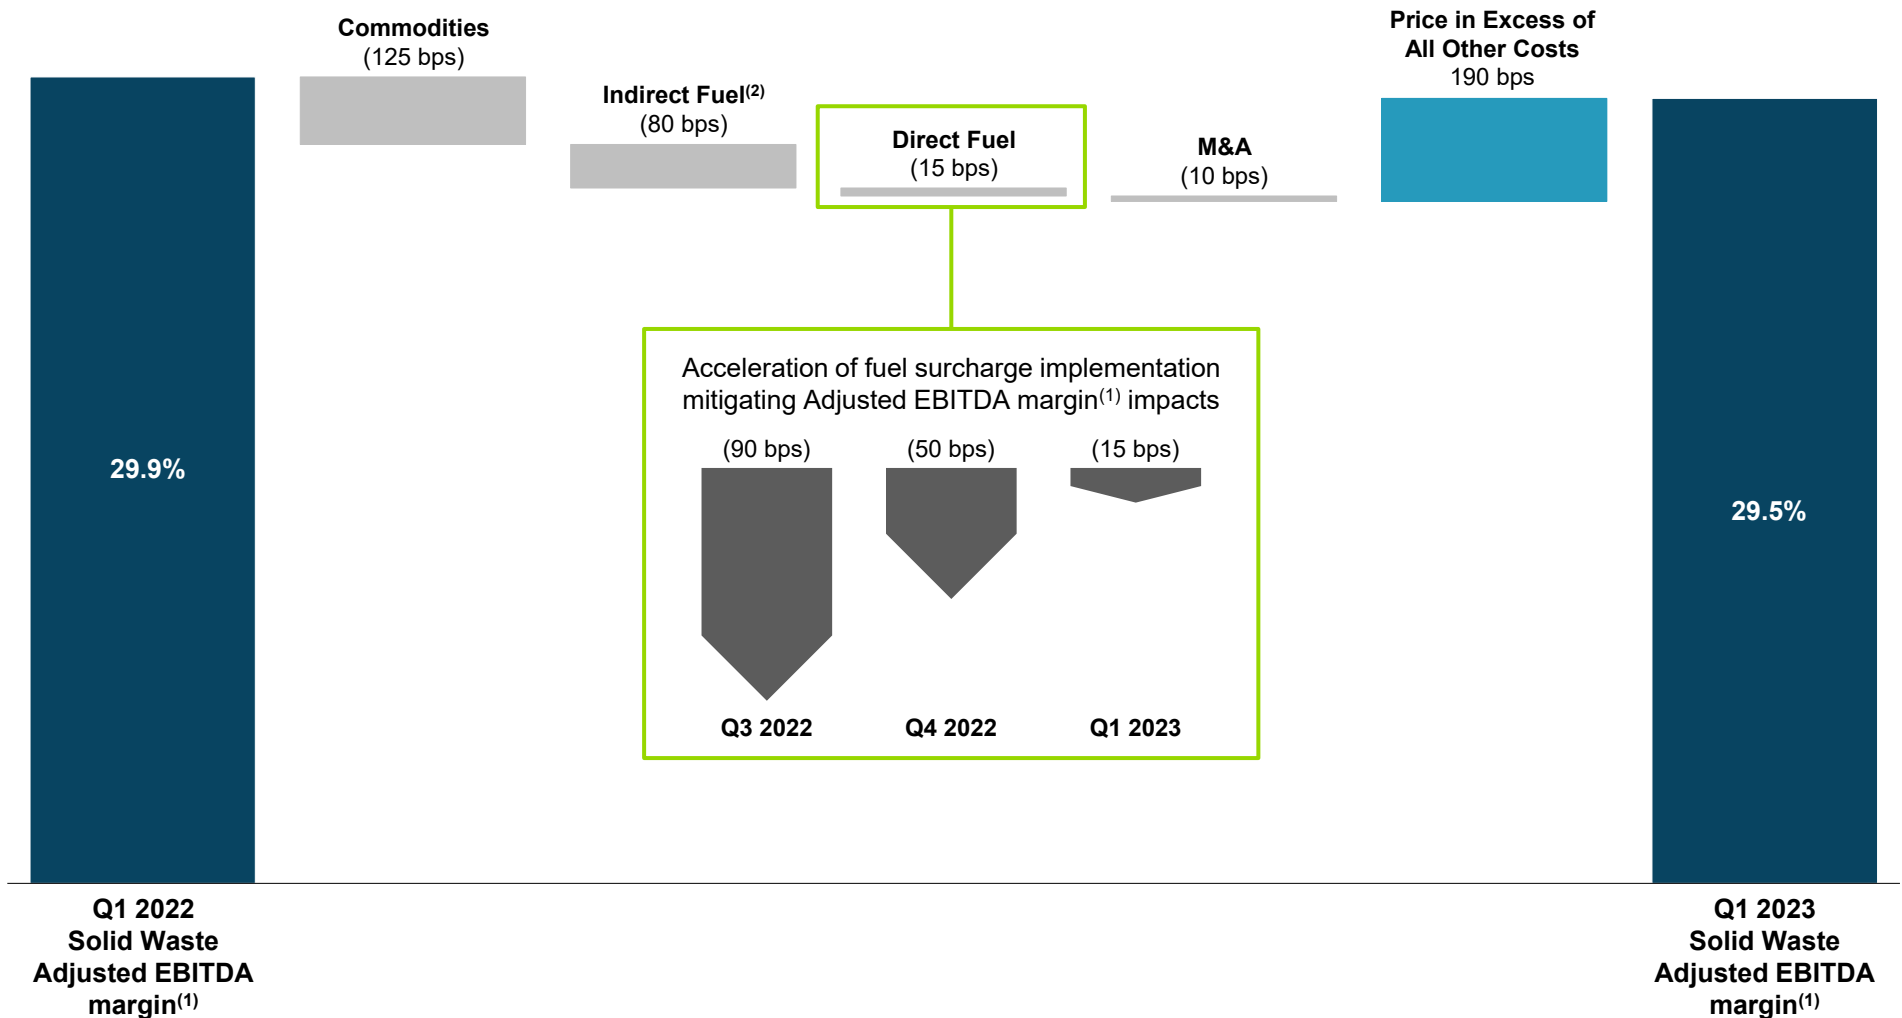 Commodities
(125 bps)
Indirect Fuel(2)
(80 bps)
Direct Fuel
(15 bps)
M&A
(10 bps)
Price in Excess of
All Other Costs
190 bps
29.9%
29.5%
Acceleration of fuel surcharge implementation
mitigating Adjusted EBITDA margin(1) impacts
(90 bps)
(50 bps)
(15 bps)
Q3 2022
Q4 2022
Q1 2023
Q1 2022
Solid Waste
Adjusted EBITDA
margin(1)
Q1 2023
Solid Waste
Adjusted EBITDA
margin(1)